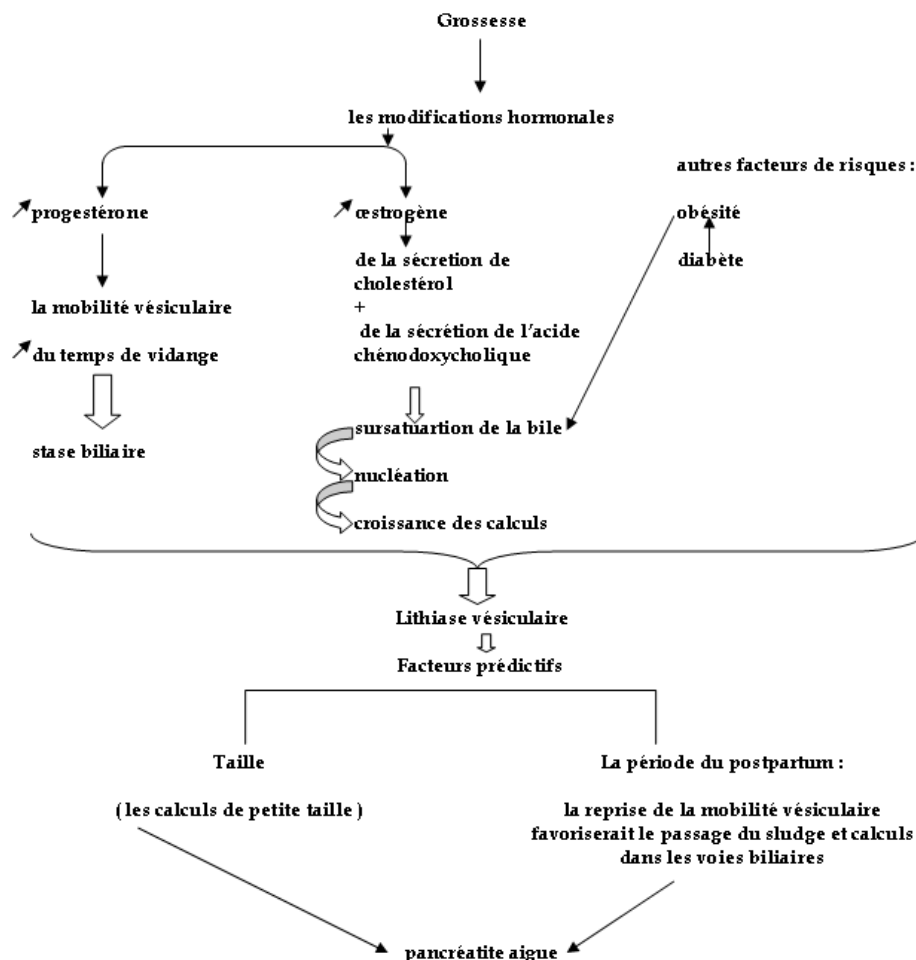 Grossesse
les modifications hormonales
autres facteurs de risques :
progestérone
œstrogène
obésité
de la sécretion de
cholestérol
diabète
+
la mobilité vésiculaire
de la sécrétion de l'acide
chénodoxycholique
du temps de vidange
sursatuartion de la bile
stase biliaire
nucléation
croissance des calculs
Lithiase vésiculaire
Facteurs prédictifs
Taille
( les calculs de petite taille )
La période du postpartum :
la reprise de la mobilité vésiculaire
favoriserait le passage du sludge et calculs
dans les voies biliaires
pancréatite aigue